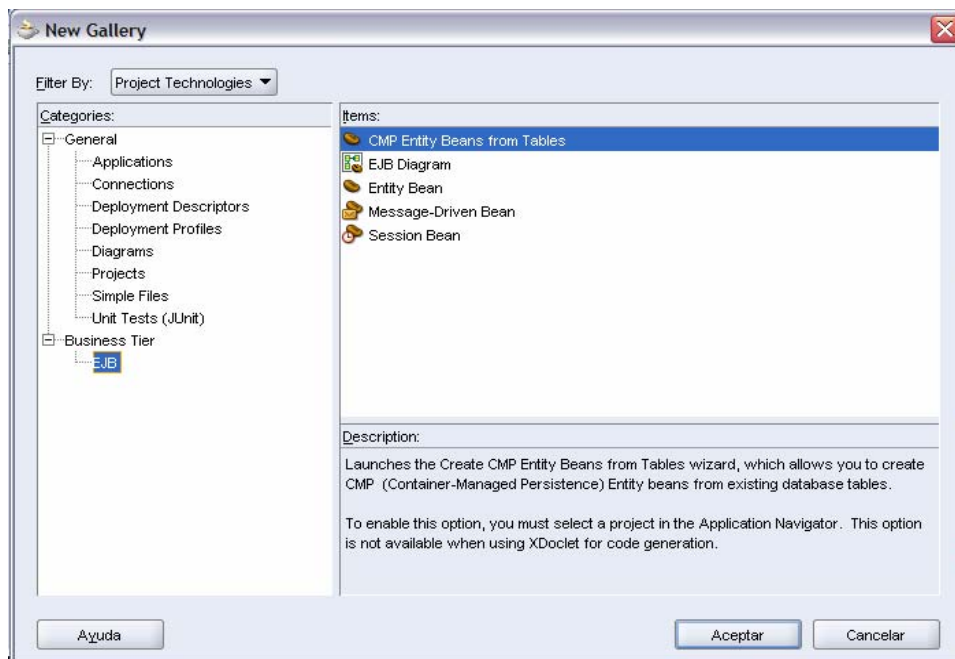 New Gallery
Filter By: Project Technologies
Categories:
General
Applications
Connections
Deployment Descriptors
Deployment Profiles
Diagrams
Projects
Simple Files
Unit Tests (JUnit)
Business Tier
EJB
Items:
CMP Entity Beans from Tables
EJB Diagram
Entity Bean
Message-Driven Bean
Session Bean
Description:
Launches the Create CMP Entity Beans from Tables wizard, which allows you to create
CMP (Container-Managed Persistence) Entity beans from existing database tables.
To enable this option, you must select a project in the Application Navigator. This option
is not available when using XDoclet for code generation.
Ayuda
Aceptar
Cancelar